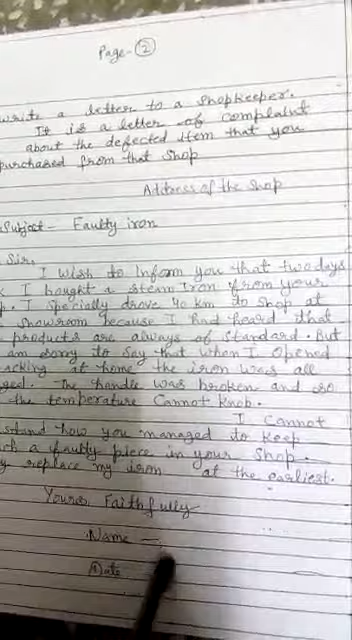 Page- 2
write a letter to a Shopkeeper.
It is a letter of complaint
about the defected item that you
purchased from that Shop
Address of the Shop
Subject- Faulty iron
Sir,
I wish to Inform you that two days
I bought a steam Iron from your
I specially drove 40 km to shop at
showroom because I had heard that
products are always of standard. But
am sorry to say that when I opened
acking at home the iron was all
ged. The handle was broken and so
the temperature Cannot Knob.
I Cannot
stand how you managed to keep
ch a faulty piece in your Shop.
y replace my iron at the earliest.
Yours Faithfully
Name -
Date